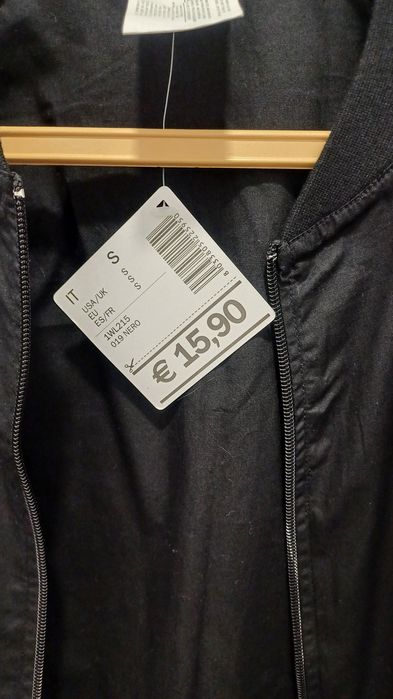 IT S
USA/UK S
EU S
ES/FR S
1WL215
019 NERO
€ 15,90